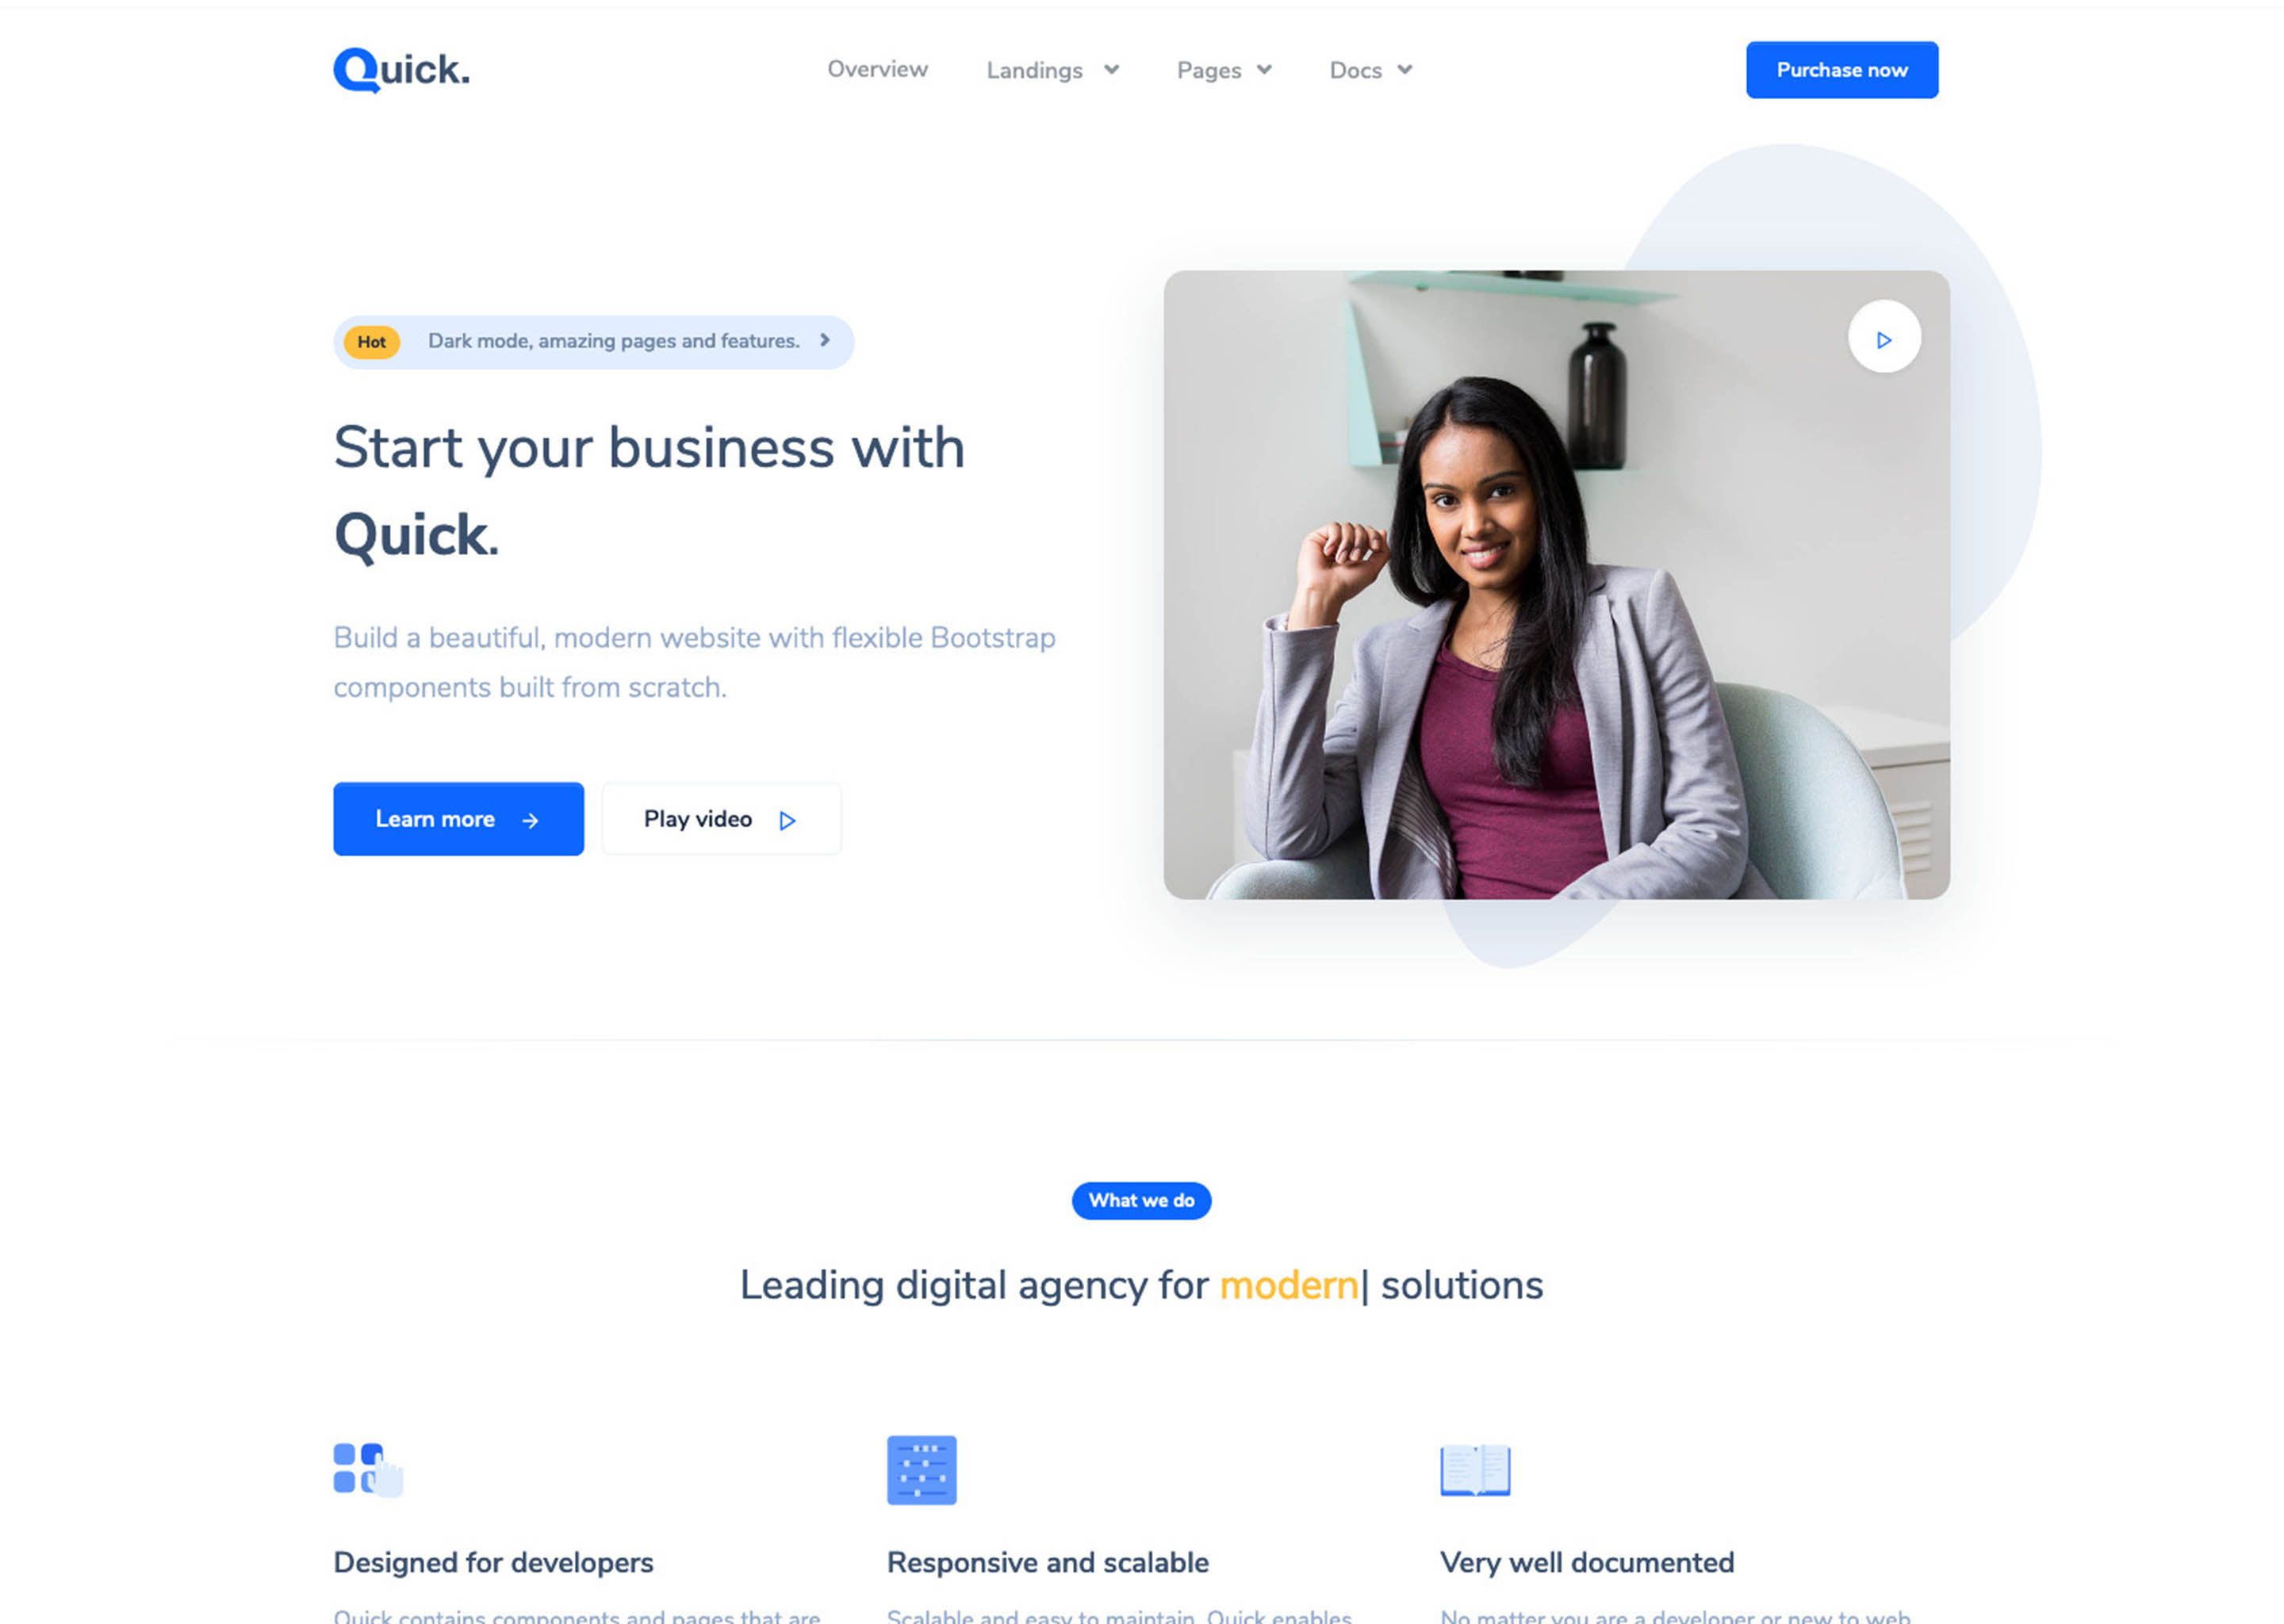 Quick.
Overview
Landings
Pages
Docs
Purchase now
Hot
Dark mode, amazing pages and features.
Start your business with
Quick.
Build a beautiful, modern website with flexible Bootstrap
components built from scratch.
Learn more
Play video
What we do
Leading digital agency for modern| solutions
Designed for developers
Quick contains components and pages that are
Responsive and scalable
Scalable and easy to maintain, Quick enables
Very well documented
No matter you are a developer or new to web